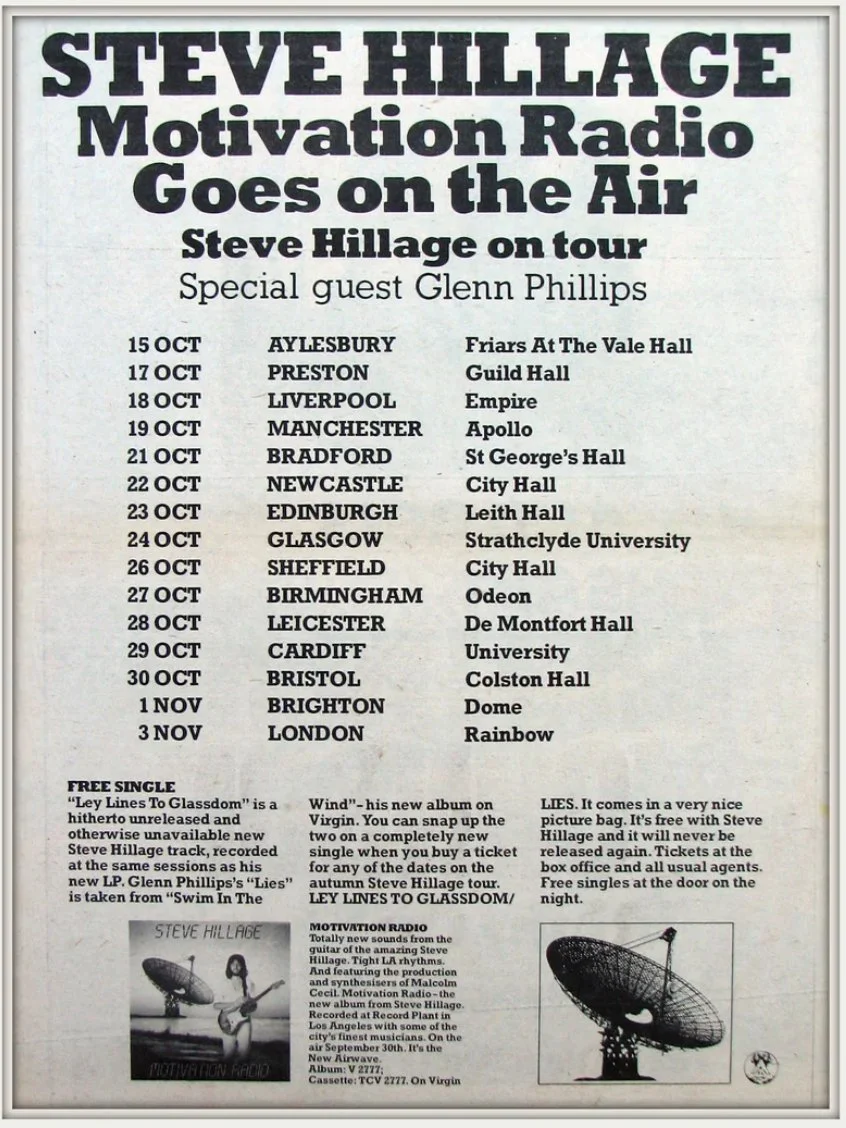 STEVE HILLAGE
Motivation Radio
Goes on the Air
Steve Hillage on tour
Special guest Glenn Phillips
15 OCT AYLESBURY Friars At The Vale Hall
17 OCT PRESTON Guild Hall
18 OCT LIVERPOOL Empire
19 OCT MANCHESTER Apollo
21 OCT BRADFORD St George's Hall
22 OCT NEWCASTLE City Hall
23 OCT EDINBURGH Leith Hall
24 OCT GLASGOW Strathclyde University
26 OCT SHEFFIELD City Hall
27 OCT BIRMINGHAM Odeon
28 OCT LEICESTER De Montfort Hall
29 OCT CARDIFF University
30 OCT BRISTOL Colston Hall
1 NOV BRIGHTON Dome
3 NOV LONDON Rainbow
FREE SINGLE
"Ley Lines To Glassdom" is a
hitherto unreleased and
otherwise unavailable new
Steve Hillage track, recorded
at the same sessions as his
new LP. Glenn Phillips's "Lies"
is taken from "Swim In The
Wind"- his new album on
Virgin. You can snap up the
two on a completely new
single when you buy a ticket
for any of the dates on the
autumn Steve Hillage tour.
LEY LINES TO GLASSDOM/
LIES. It comes in a very nice
picture bag. It's free with Steve
Hillage and it will never be
released again. Tickets at the
box office and all usual agents.
Free singles at the door on the
night.
STEVE HILLAGE
MOTIVATION RADIO
MOTIVATION RADIO
Totally new sounds from the
guitar of the amazing Steve
Hillage. Tight LA rhythms.
And featuring the production
and synthesisers of Malcolm
Cecil. Motivation Radio-the
new album from Steve Hillage.
Recorded at Record Plant in
Los Angeles with some of the
city's finest musicians. On the
air September 30th. It's the
New Airwave.
Album: V 2777;
Cassette: TCV 2777. On Virgin